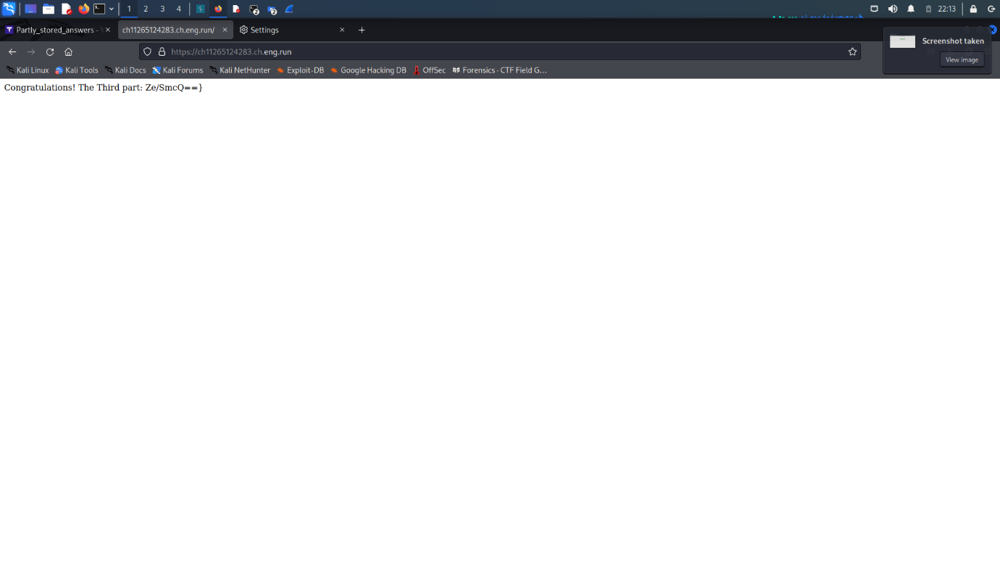 1 2 3 4 2 2 22:13
Partly_stored_answers - ch11265124283.ch.eng.run/ Settings
Screenshot taken
https://ch11265124283.ch.eng.run
View image
Kali Linux Kali Tools Kali Docs Kali Forums Kali NetHunter Exploit-DB Google Hacking DB OffSec Forensics · CTF Field G…
Congratulations! The Third part: Ze/SmcQ==}